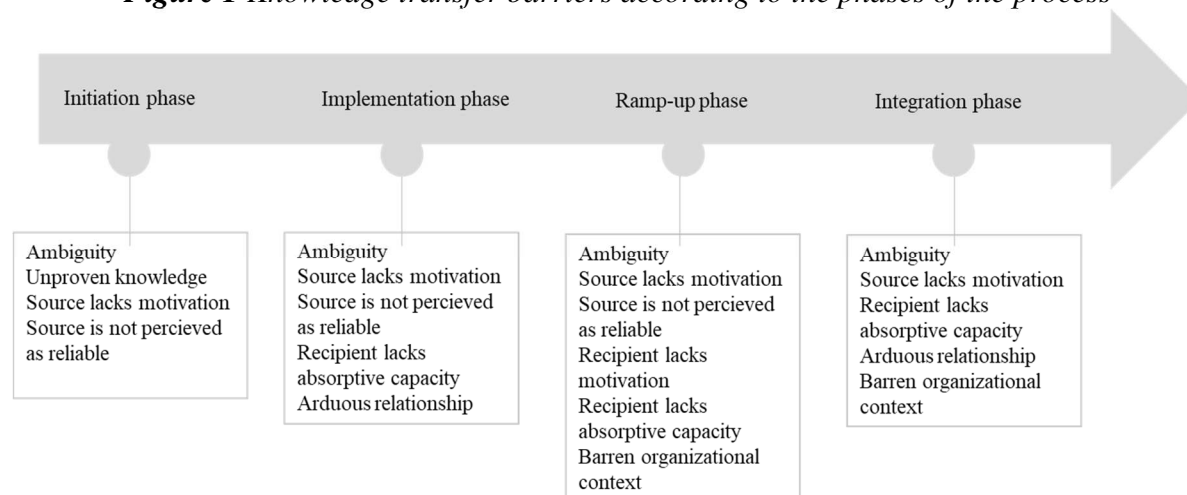 Figure 1 Knowledge transfer barriers according to the phases of the process
Initiation phase
Implementation phase
Ramp-up phase
Integration phase
Ambiguity
Unproven knowledge
Source lacks motivation
Source is not percieved
as reliable
Ambiguity
Source lacks motivation
Source is not percieved
as reliable
Recipient lacks
absorptive capacity
Arduous relationship
Ambiguity
Source lacks motivation
Source is not percieved
as reliable
Recipient lacks
motivation
Recipient lacks
absorptive capacity
Barren organizational
context
Ambiguity
Source lacks motivation
Recipient lacks
absorptive capacity
Arduous relationship
Barren organizational
context